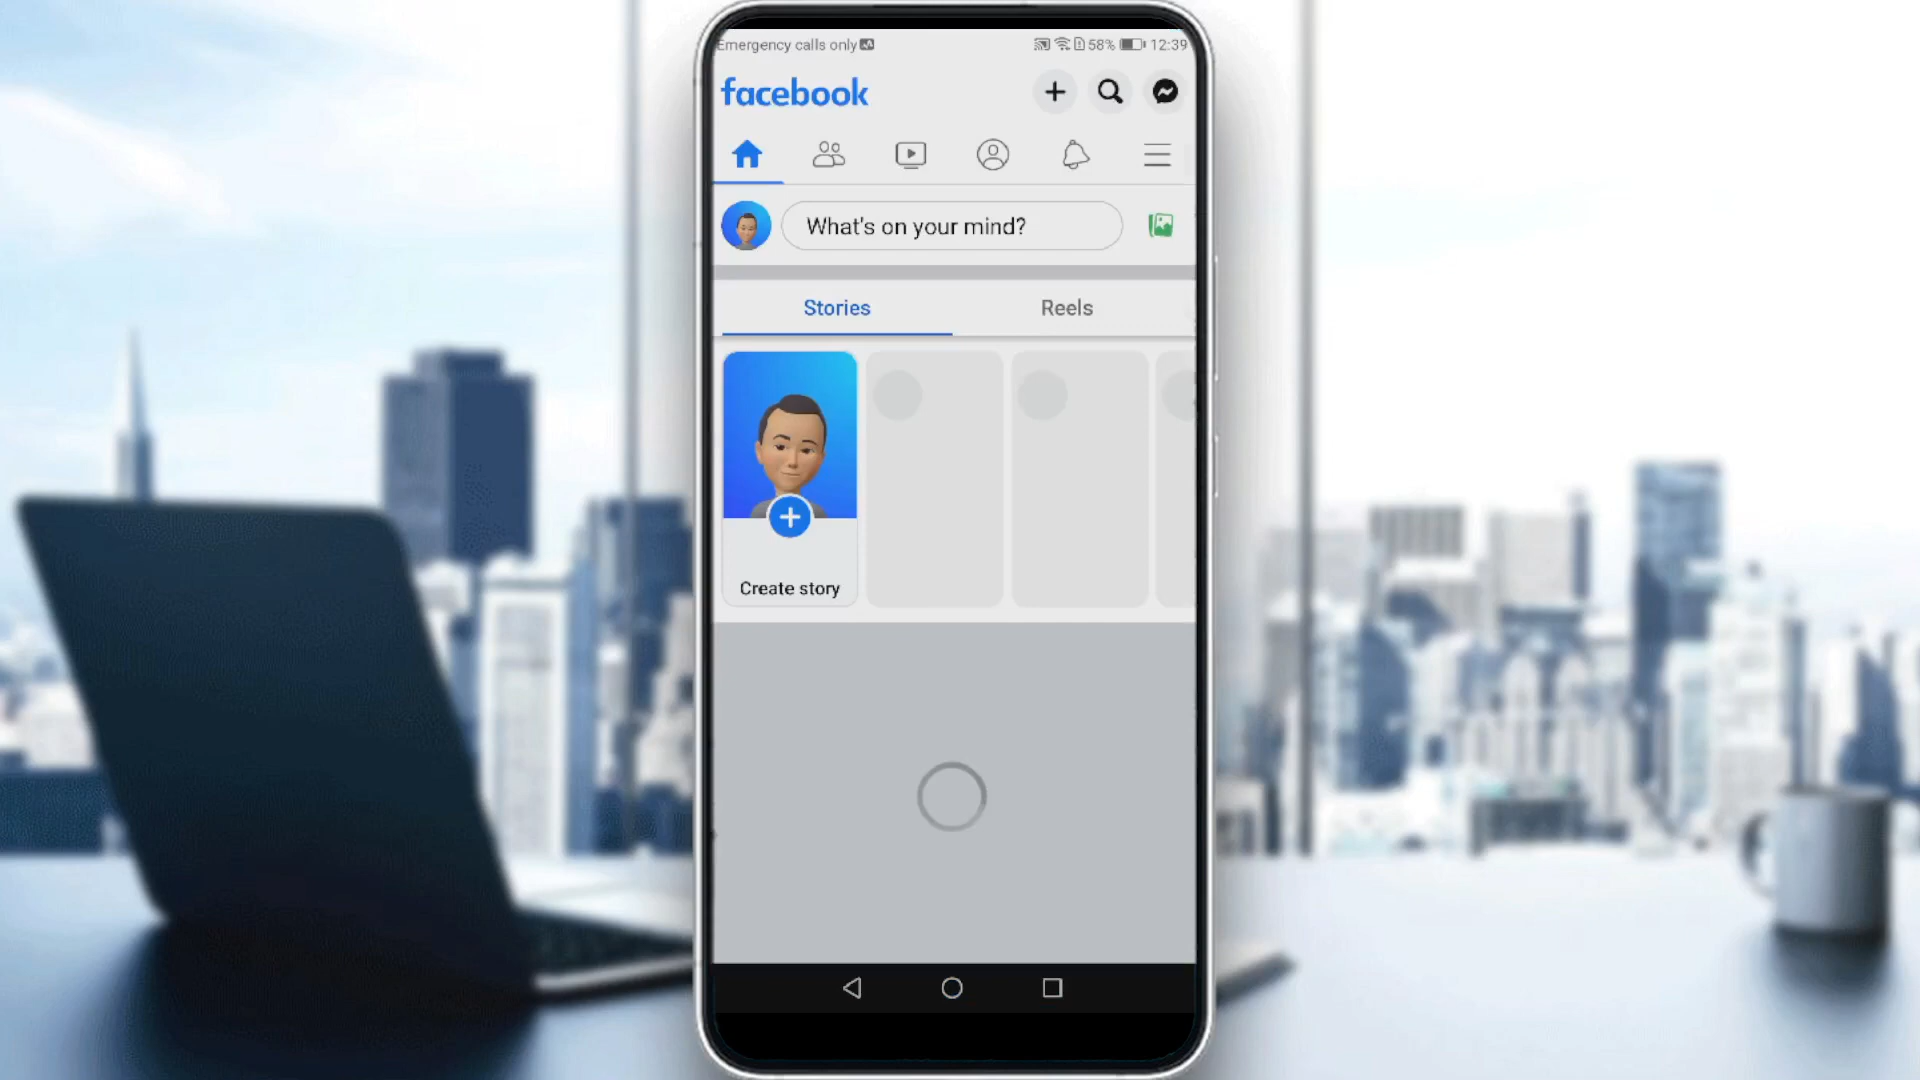 Emergency calls only
58% 12:39
facebook
What's on your mind?
Stories
Reels
Create story